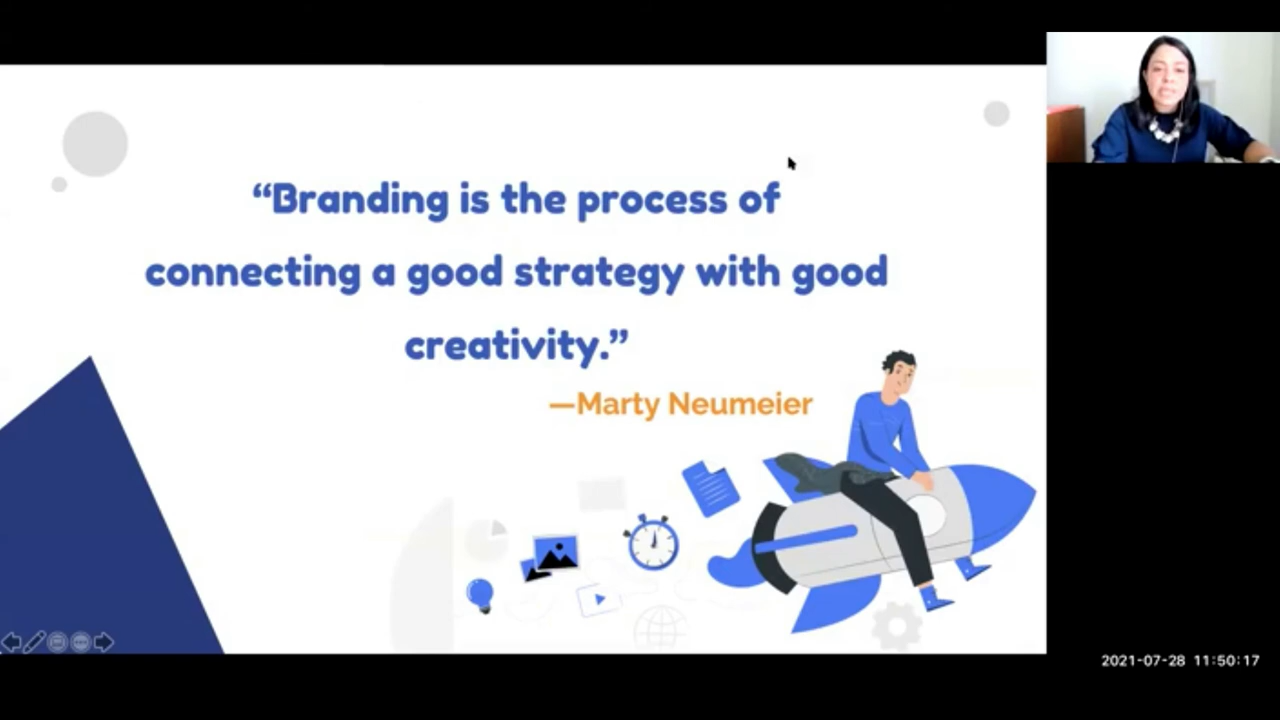 “Branding is the process of
connecting a good strategy with good
creativity.”
—Marty Neumeier
2021-07-28 11:50:17